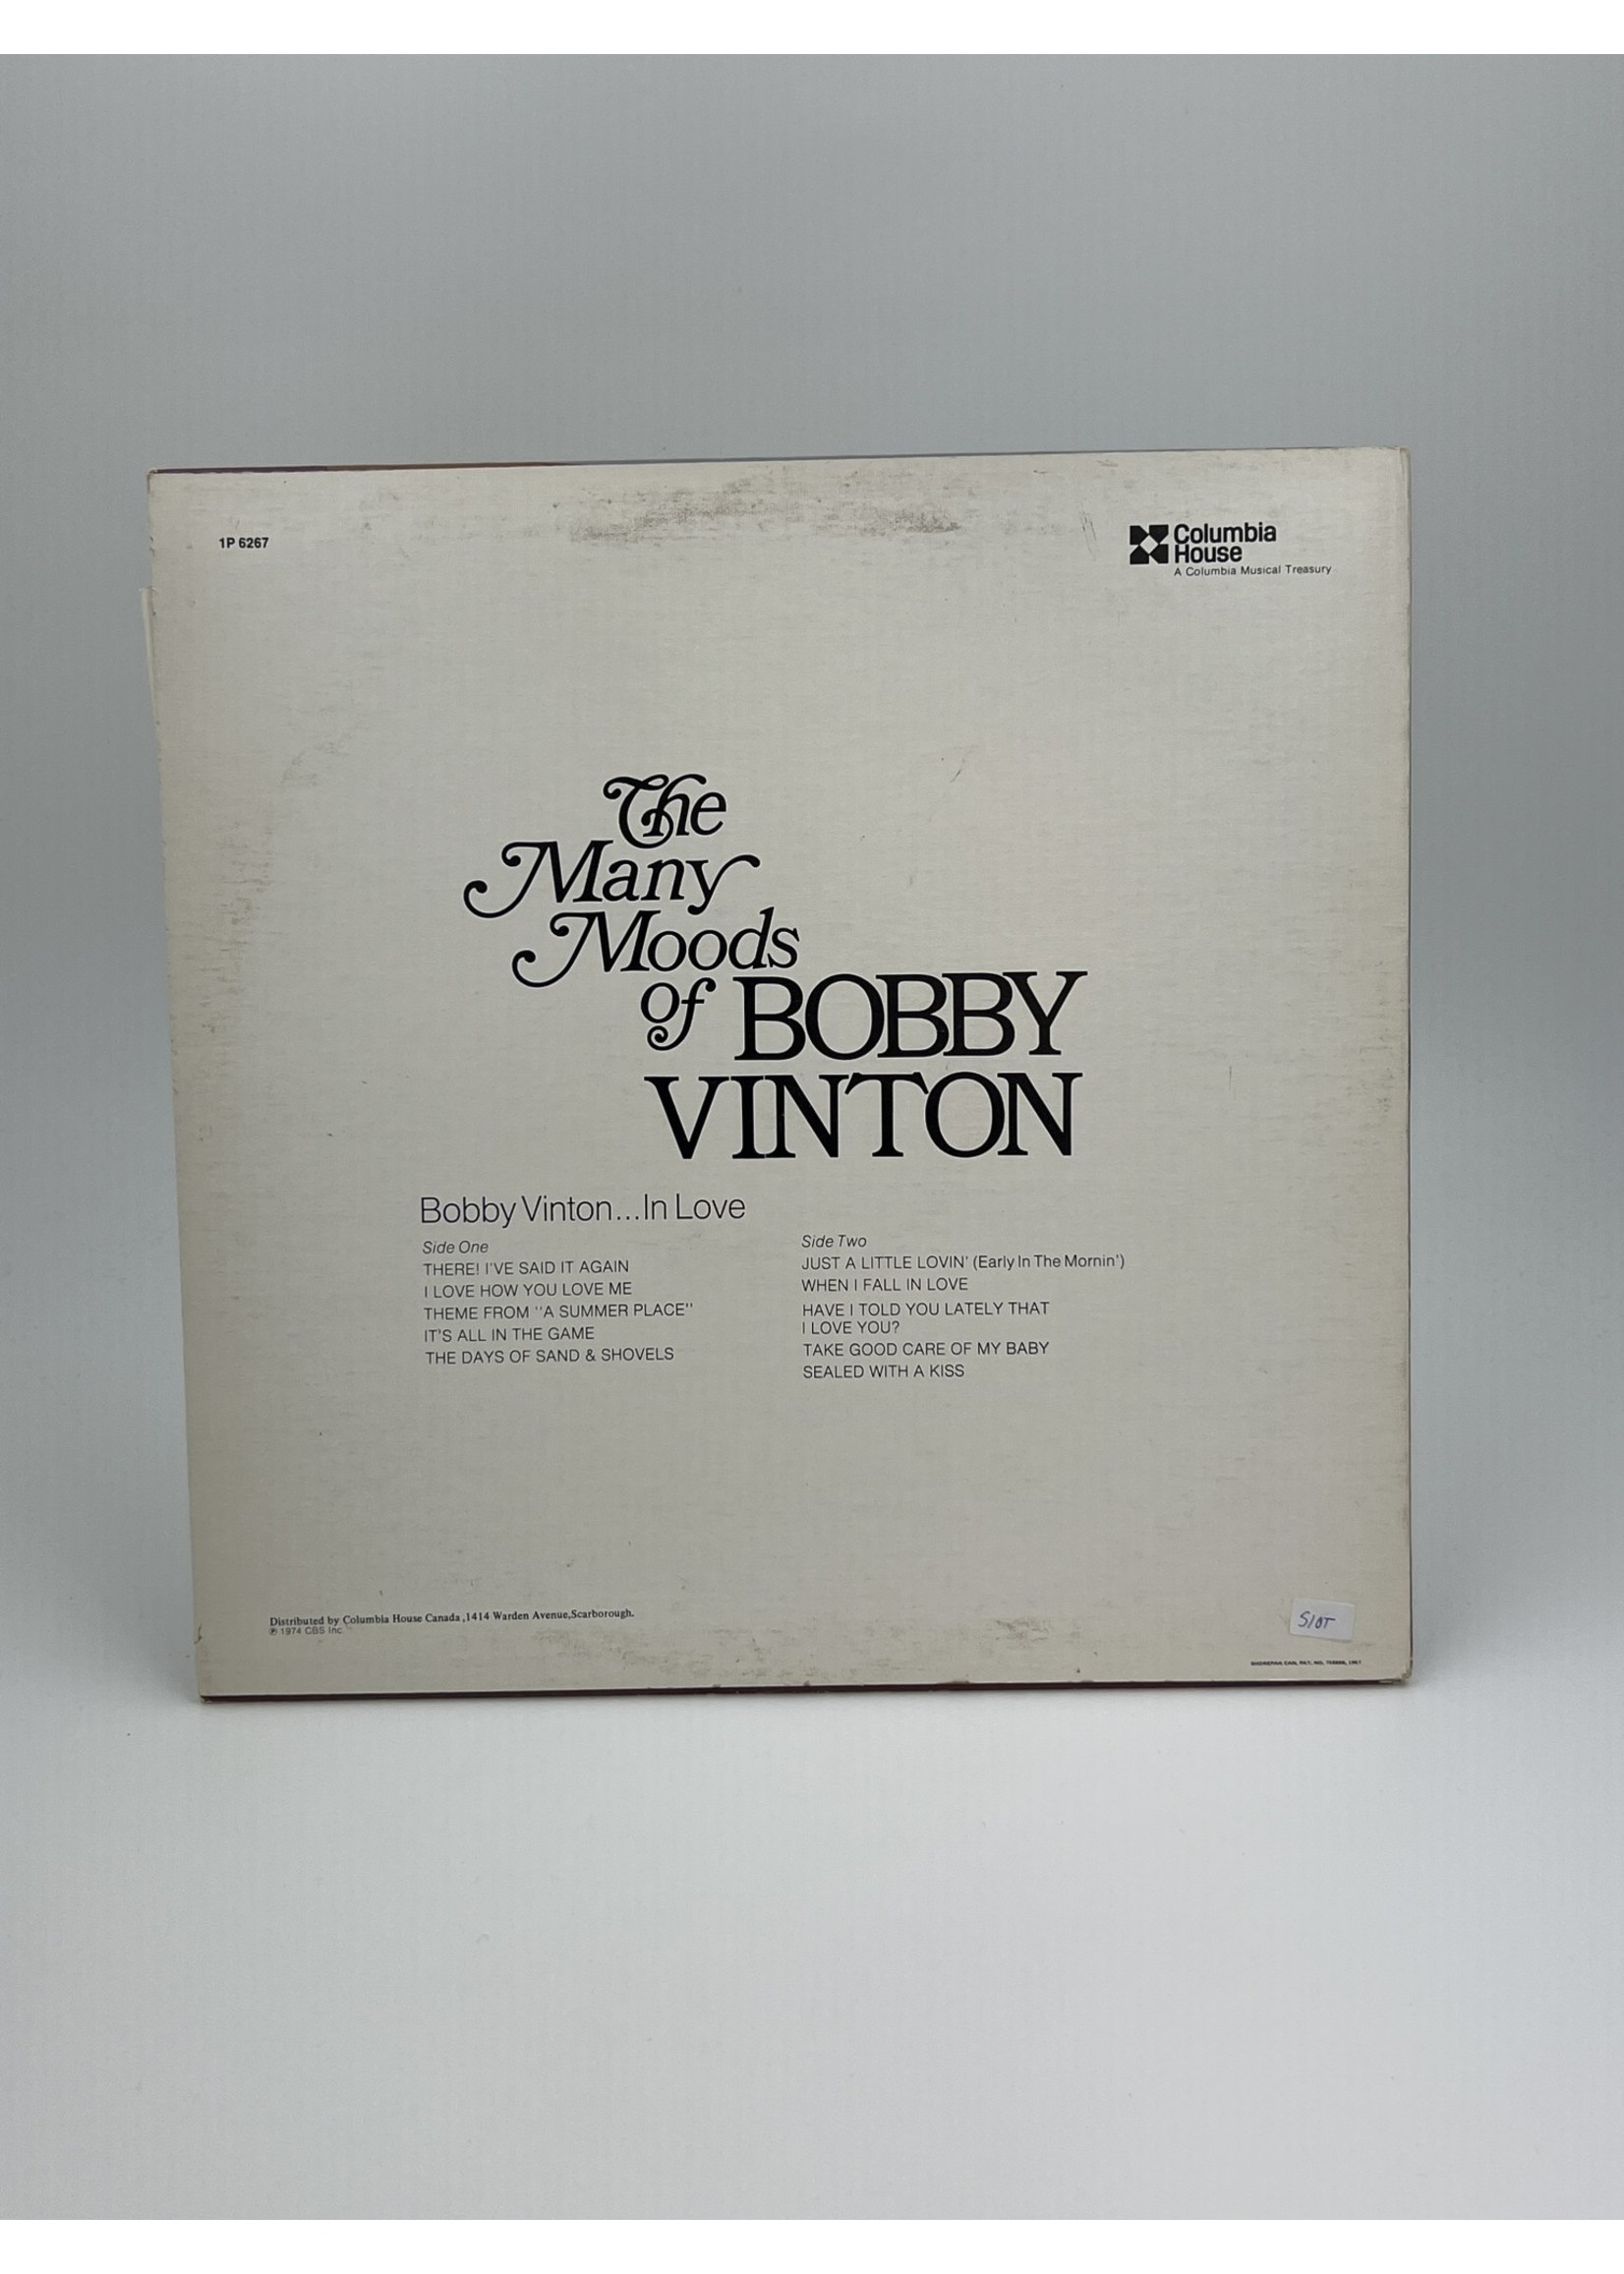 1P 6267
Columbia
House
A Columbia Musical Treasury
The
Many
Moods
of BOBBY
VINTON
Bobby Vinton...In Love
Side One
THERE! I'VE SAID IT AGAIN
I LOVE HOW YOU LOVE ME
THEME FROM "A SUMMER PLACE"
IT'S ALL IN THE GAME
THE DAYS OF SAND & SHOVELS
Side Two
JUST A LITTLE LOVIN' (Early In The Mornin')
WHEN I FALL IN LOVE
HAVE I TOLD YOU LATELY THAT
I LOVE YOU?
TAKE GOOD CARE OF MY BABY
SEALED WITH A KISS
Distributed by Columbia House Canada ,1414 Warden Avenue,Scarborough.
℗ 1974 CBS Inc.
CAN. PAT. NO.